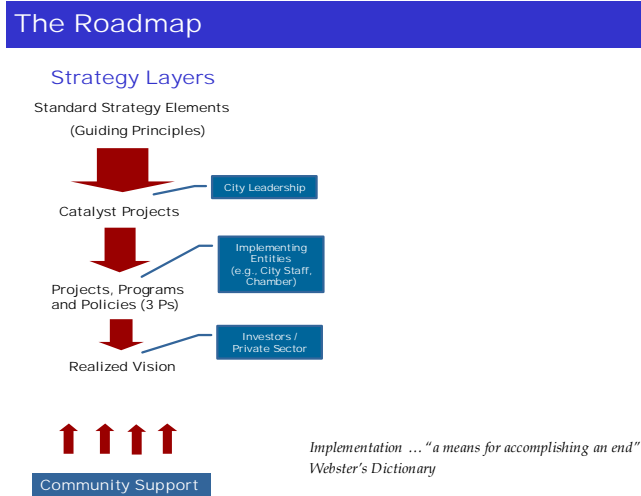 The Roadmap
Strategy Layers
Standard Strategy Elements
(Guiding Principles)
City Leadership
Catalyst Projects
Implementing
Entities
(e.g., City Staff,
Chamber)
Projects, Programs
and Policies (3 Ps)
Investors /
Private Sector
Realized Vision
Implementation … “a means for accomplishing an end”
Webster’s Dictionary
Community Support